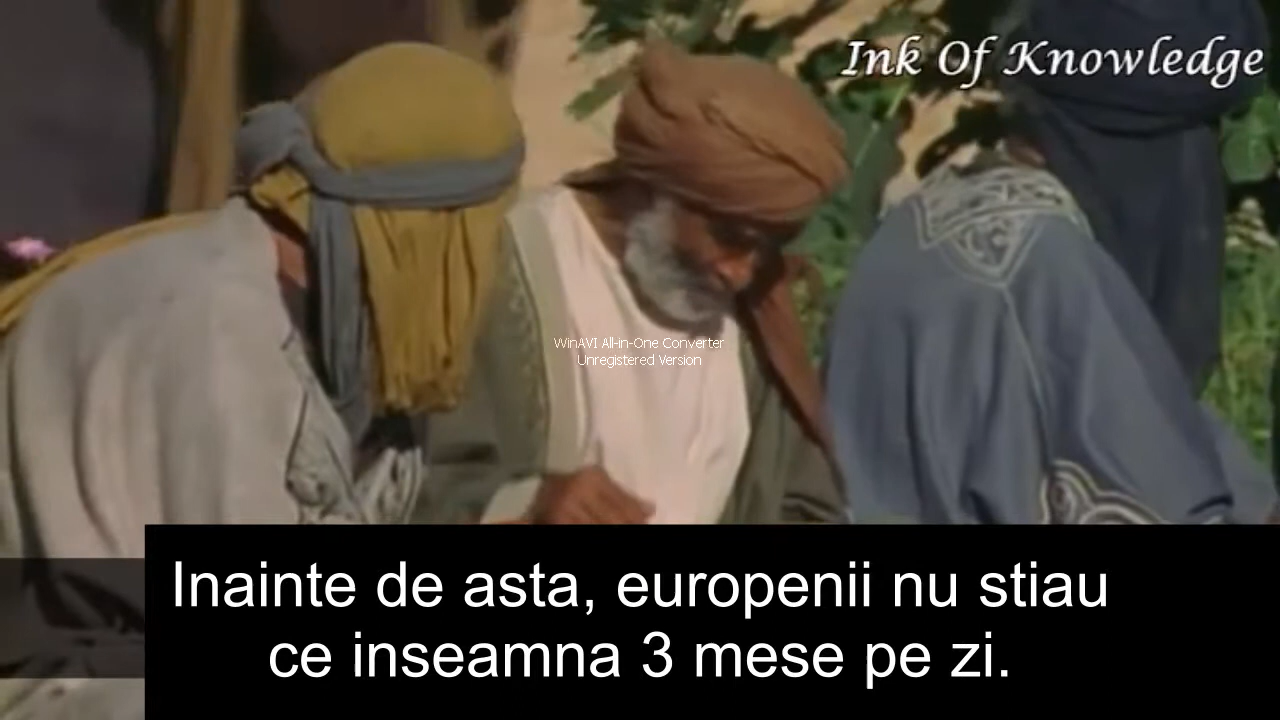 Ink Of Knowledge
WinAVI All-in-One Converter
Unregistered Version
Inainte de asta, europenii nu stiau
ce inseamna 3 mese pe zi.